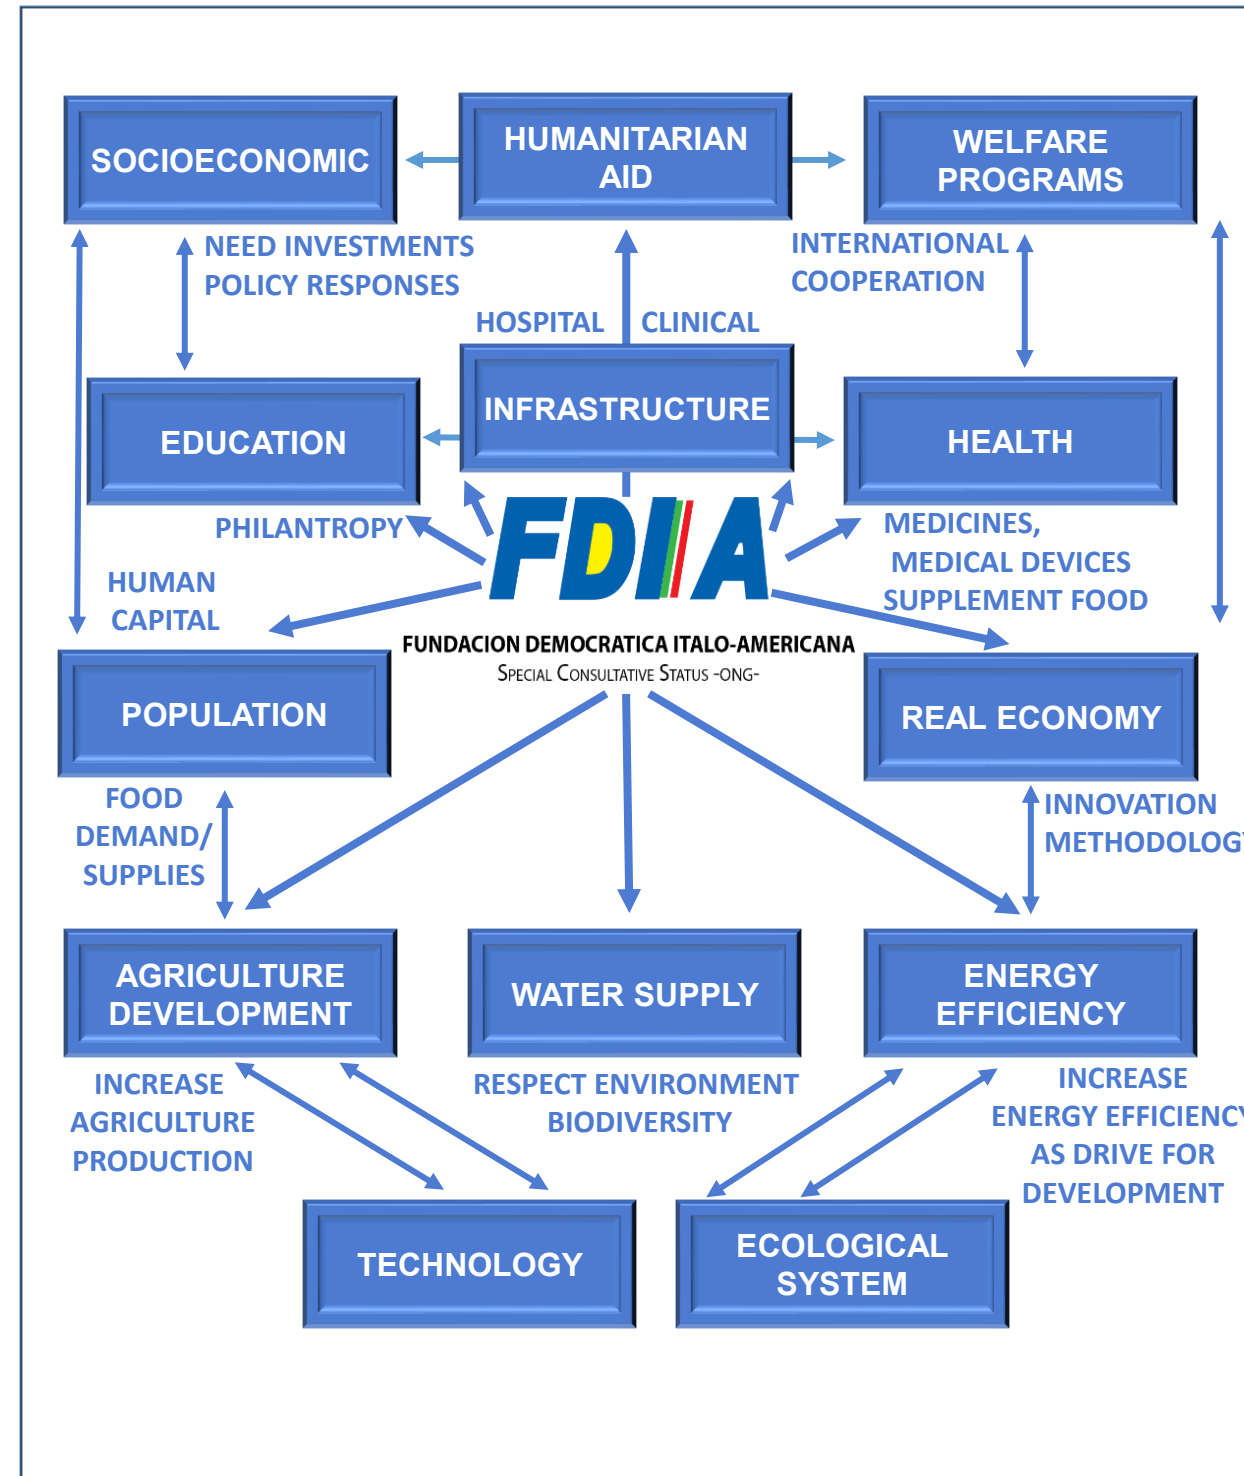 SOCIOECONOMIC
HUMANITARIAN
AID
WELFARE
PROGRAMS
NEED INVESTMENTS
POLICY RESPONSES
INTERNATIONAL
COOPERATION
HOSPITAL CLINICAL
EDUCATION
INFRASTRUCTURE
HEALTH
PHILANTROPY
FDIA
MEDICINES,
MEDICAL DEVICES
SUPPLEMENT FOOD
HUMAN
CAPITAL
FUNDACION DEMOCRATICA ITALO-AMERICANA
SPECIAL CONSULTATIVE STATUS -ONG-
POPULATION
REAL ECONOMY
FOOD
DEMAND/
SUPPLIES
INNOVATION
METHODOLOGY
AGRICULTURE
DEVELOPMENT
WATER SUPPLY
ENERGY
EFFICIENCY
INCREASE
AGRICULTURE
PRODUCTION
RESPECT ENVIRONMENT
BIODIVERSITY
INCREASE
ENERGY EFFICIENCY
AS DRIVE FOR
DEVELOPMENT
TECHNOLOGY
ECOLOGICAL
SYSTEM